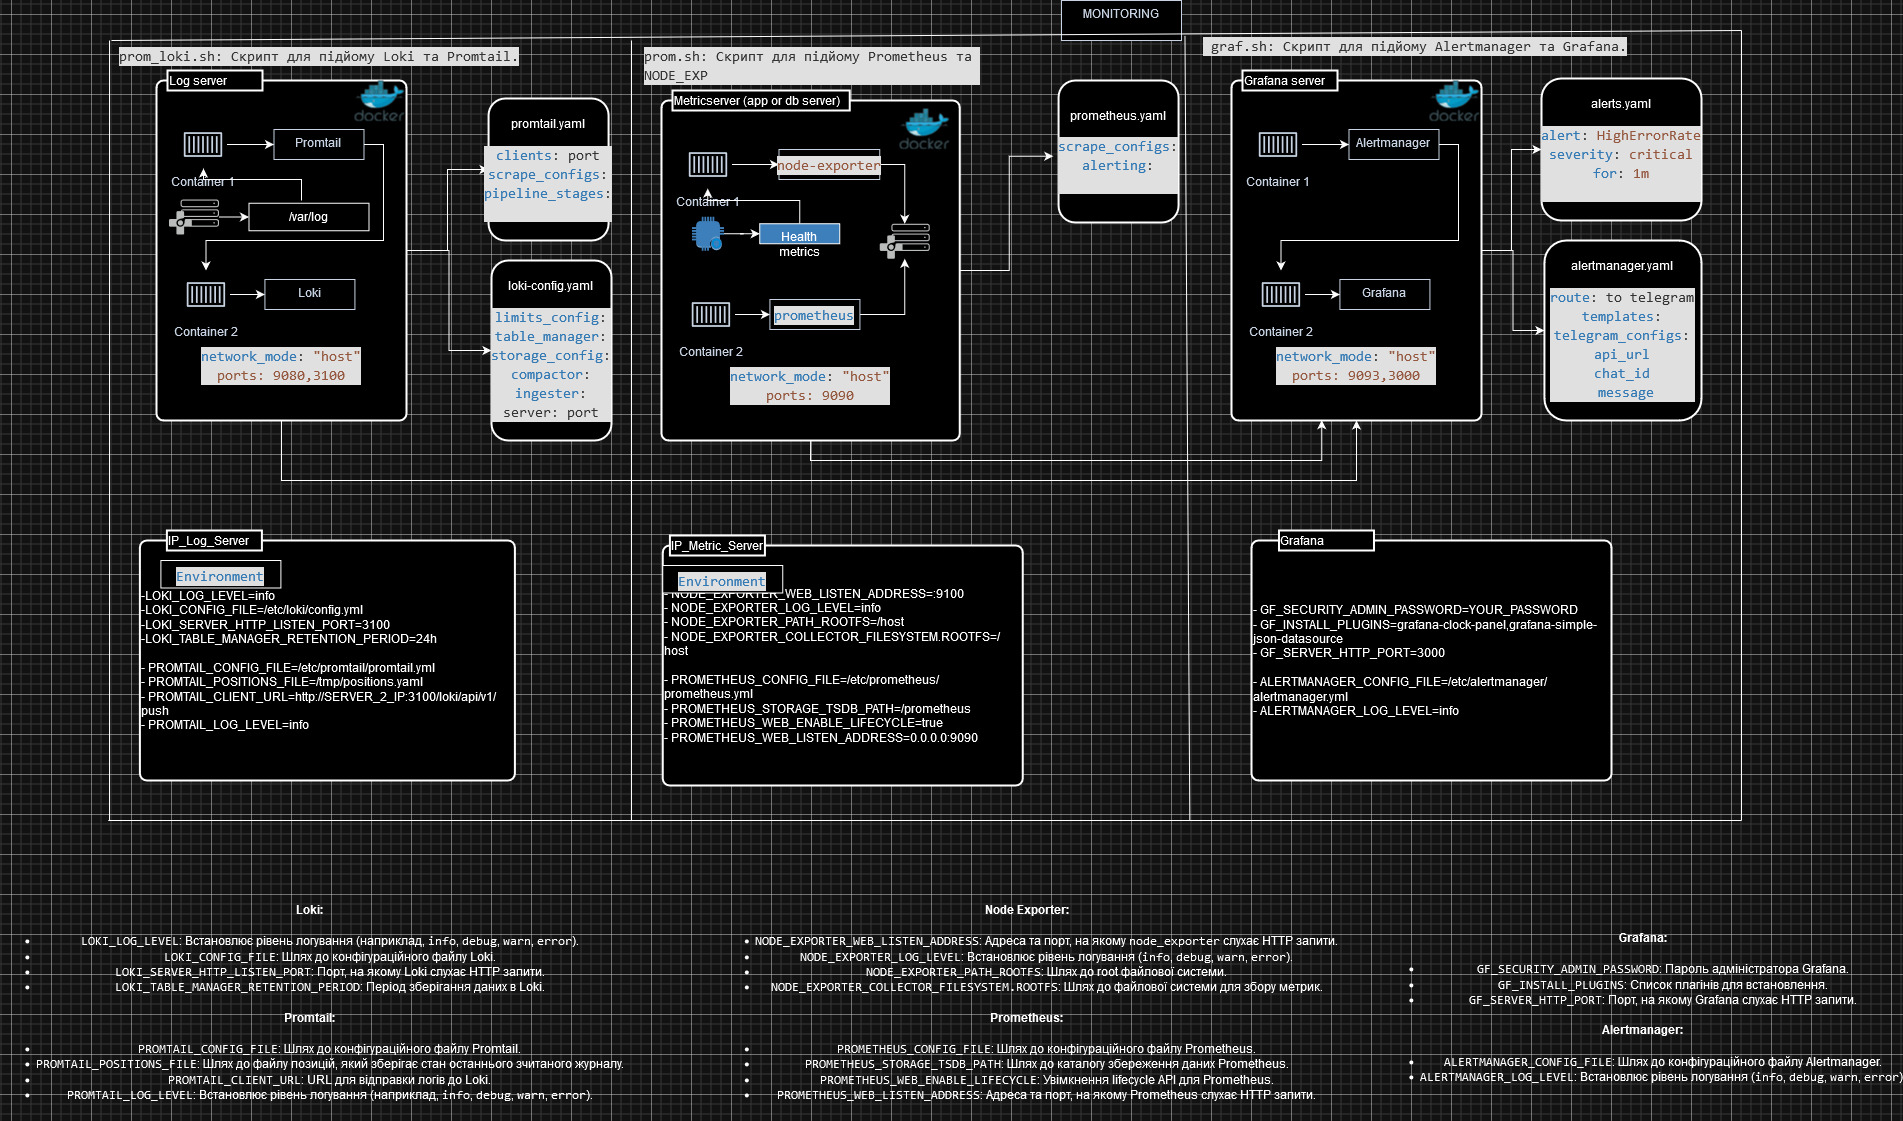 MONITORING
prom_loki.sh: Скрипт для підйому Loki та Promtail.
Log server
docker
Promtail
Container 1
/var/log
Loki
Container 2
network_mode: "host"
ports: 9080,3100
promtail.yaml
clients: port
scrape_configs:
pipeline_stages:
loki-config.yaml
limits_config:
table_manager:
storage_config:
compactor:
ingester:
server: port
prom.sh: Скрипт для підйому Prometheus та
NODE_EXP
Metricserver (app or db server)
docker
node-exporter
Container 1
Health
metrics
prometheus
Container 2
network_mode: "host"
ports: 9090
prometheus.yaml
scrape_configs:
alerting:
graf.sh: Скрипт для підйому Alertmanager та Grafana.
Grafana server
docker
Alertmanager
Container 1
Grafana
Container 2
network_mode: "host"
ports: 9093,3000
alerts.yaml
alert: HighErrorRate
severity: critical
for: 1m
alertmanager.yaml
route: to telegram
templates:
telegram_configs:
api_url
chat_id
message
IP_Log_Server
Environment
-LOKI_LOG_LEVEL=info
-LOKI_CONFIG_FILE=/etc/loki/config.yml
-LOKI_SERVER_HTTP_LISTEN_PORT=3100
-LOKI_TABLE_MANAGER_RETENTION_PERIOD=24h
- PROMTAIL_CONFIG_FILE=/etc/promtail/promtail.yml
- PROMTAIL_POSITIONS_FILE=/tmp/positions.yaml
- PROMTAIL_CLIENT_URL=http://SERVER_2_IP:3100/loki/api/v1/
push
- PROMTAIL_LOG_LEVEL=info
IP_Metric_Server
Environment
- NODE_EXPORTER_WEB_LISTEN_ADDRESS=:9100
- NODE_EXPORTER_LOG_LEVEL=info
- NODE_EXPORTER_PATH_ROOTFS=/host
- NODE_EXPORTER_COLLECTOR_FILESYSTEM.ROOTFS=/
host
- PROMETHEUS_CONFIG_FILE=/etc/prometheus/
prometheus.yml
- PROMETHEUS_STORAGE_TSDB_PATH=/prometheus
- PROMETHEUS_WEB_ENABLE_LIFECYCLE=true
- PROMETHEUS_WEB_LISTEN_ADDRESS=0.0.0.0:9090
Grafana
- GF_SECURITY_ADMIN_PASSWORD=YOUR_PASSWORD
- GF_INSTALL_PLUGINS=grafana-clock-panel,grafana-simple-
json-datasource
- GF_SERVER_HTTP_PORT=3000
- ALERTMANAGER_CONFIG_FILE=/etc/alertmanager/
alertmanager.yml
- ALERTMANAGER_LOG_LEVEL=info
Loki:
• LOKI_LOG_LEVEL: Встановлює рівень логування (наприклад, info, debug, warn, error).
• LOKI_CONFIG_FILE: Шлях до конфігураційного файлу Loki.
• LOKI_SERVER_HTTP_LISTEN_PORT: Порт, на якому Loki слухає HTTP запити.
• LOKI_TABLE_MANAGER_RETENTION_PERIOD: Період зберігання даних в Loki.
Promtail:
• PROMTAIL_CONFIG_FILE: Шлях до конфігураційного файлу Promtail.
• PROMTAIL_POSITIONS_FILE: Шлях до файлу позицій, який зберігає стан останнього зчитаного журналу.
• PROMTAIL_CLIENT_URL: URL для відправки логів до Loki.
• PROMTAIL_LOG_LEVEL: Встановлює рівень логування (наприклад, info, debug, warn, error).
Node Exporter:
• NODE_EXPORTER_WEB_LISTEN_ADDRESS: Адреса та порт, на якому node_exporter слухає HTTP запити.
• NODE_EXPORTER_LOG_LEVEL: Встановлює рівень логування (info, debug, warn, error).
• NODE_EXPORTER_PATH_ROOTFS: Шлях до root файлової системи.
• NODE_EXPORTER_COLLECTOR_FILESYSTEM.ROOTFS: Шлях до файлової системи для збору метрик.
Prometheus:
• PROMETHEUS_CONFIG_FILE: Шлях до конфігураційного файлу Prometheus.
• PROMETHEUS_STORAGE_TSDB_PATH: Шлях до каталогу збереження даних Prometheus.
• PROMETHEUS_WEB_ENABLE_LIFECYCLE: Увімкнення lifecycle API для Prometheus.
• PROMETHEUS_WEB_LISTEN_ADDRESS: Адреса та порт, на якому Prometheus слухає HTTP запити.
Grafana:
• GF_SECURITY_ADMIN_PASSWORD: Пароль адміністратора Grafana.
• GF_INSTALL_PLUGINS: Список плагінів для встановлення.
• GF_SERVER_HTTP_PORT: Порт, на якому Grafana слухає HTTP запити.
Alertmanager:
• ALERTMANAGER_CONFIG_FILE: Шлях до конфігураційного файлу Alertmanager.
• ALERTMANAGER_LOG_LEVEL: Встановлює рівень логування (info, debug, warn, error)